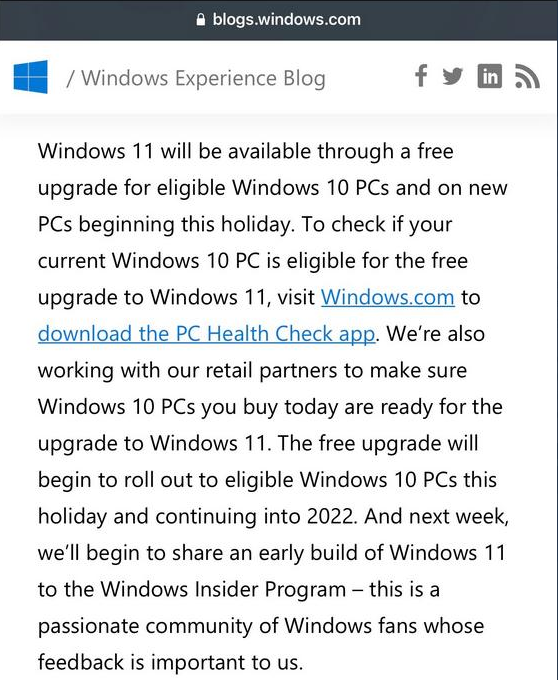 blogs.windows.com
/ Windows Experience Blog
Windows 11 will be available through a free
upgrade for eligible Windows 10 PCs and on new
PCs beginning this holiday. To check if your
current Windows 10 PC is eligible for the free
upgrade to Windows 11, visit Windows.com to
download the PC Health Check app. We’re also
working with our retail partners to make sure
Windows 10 PCs you buy today are ready for the
upgrade to Windows 11. The free upgrade will
begin to roll out to eligible Windows 10 PCs this
holiday and continuing into 2022. And next week,
we’ll begin to share an early build of Windows 11
to the Windows Insider Program – this is a
passionate community of Windows fans whose
feedback is important to us.